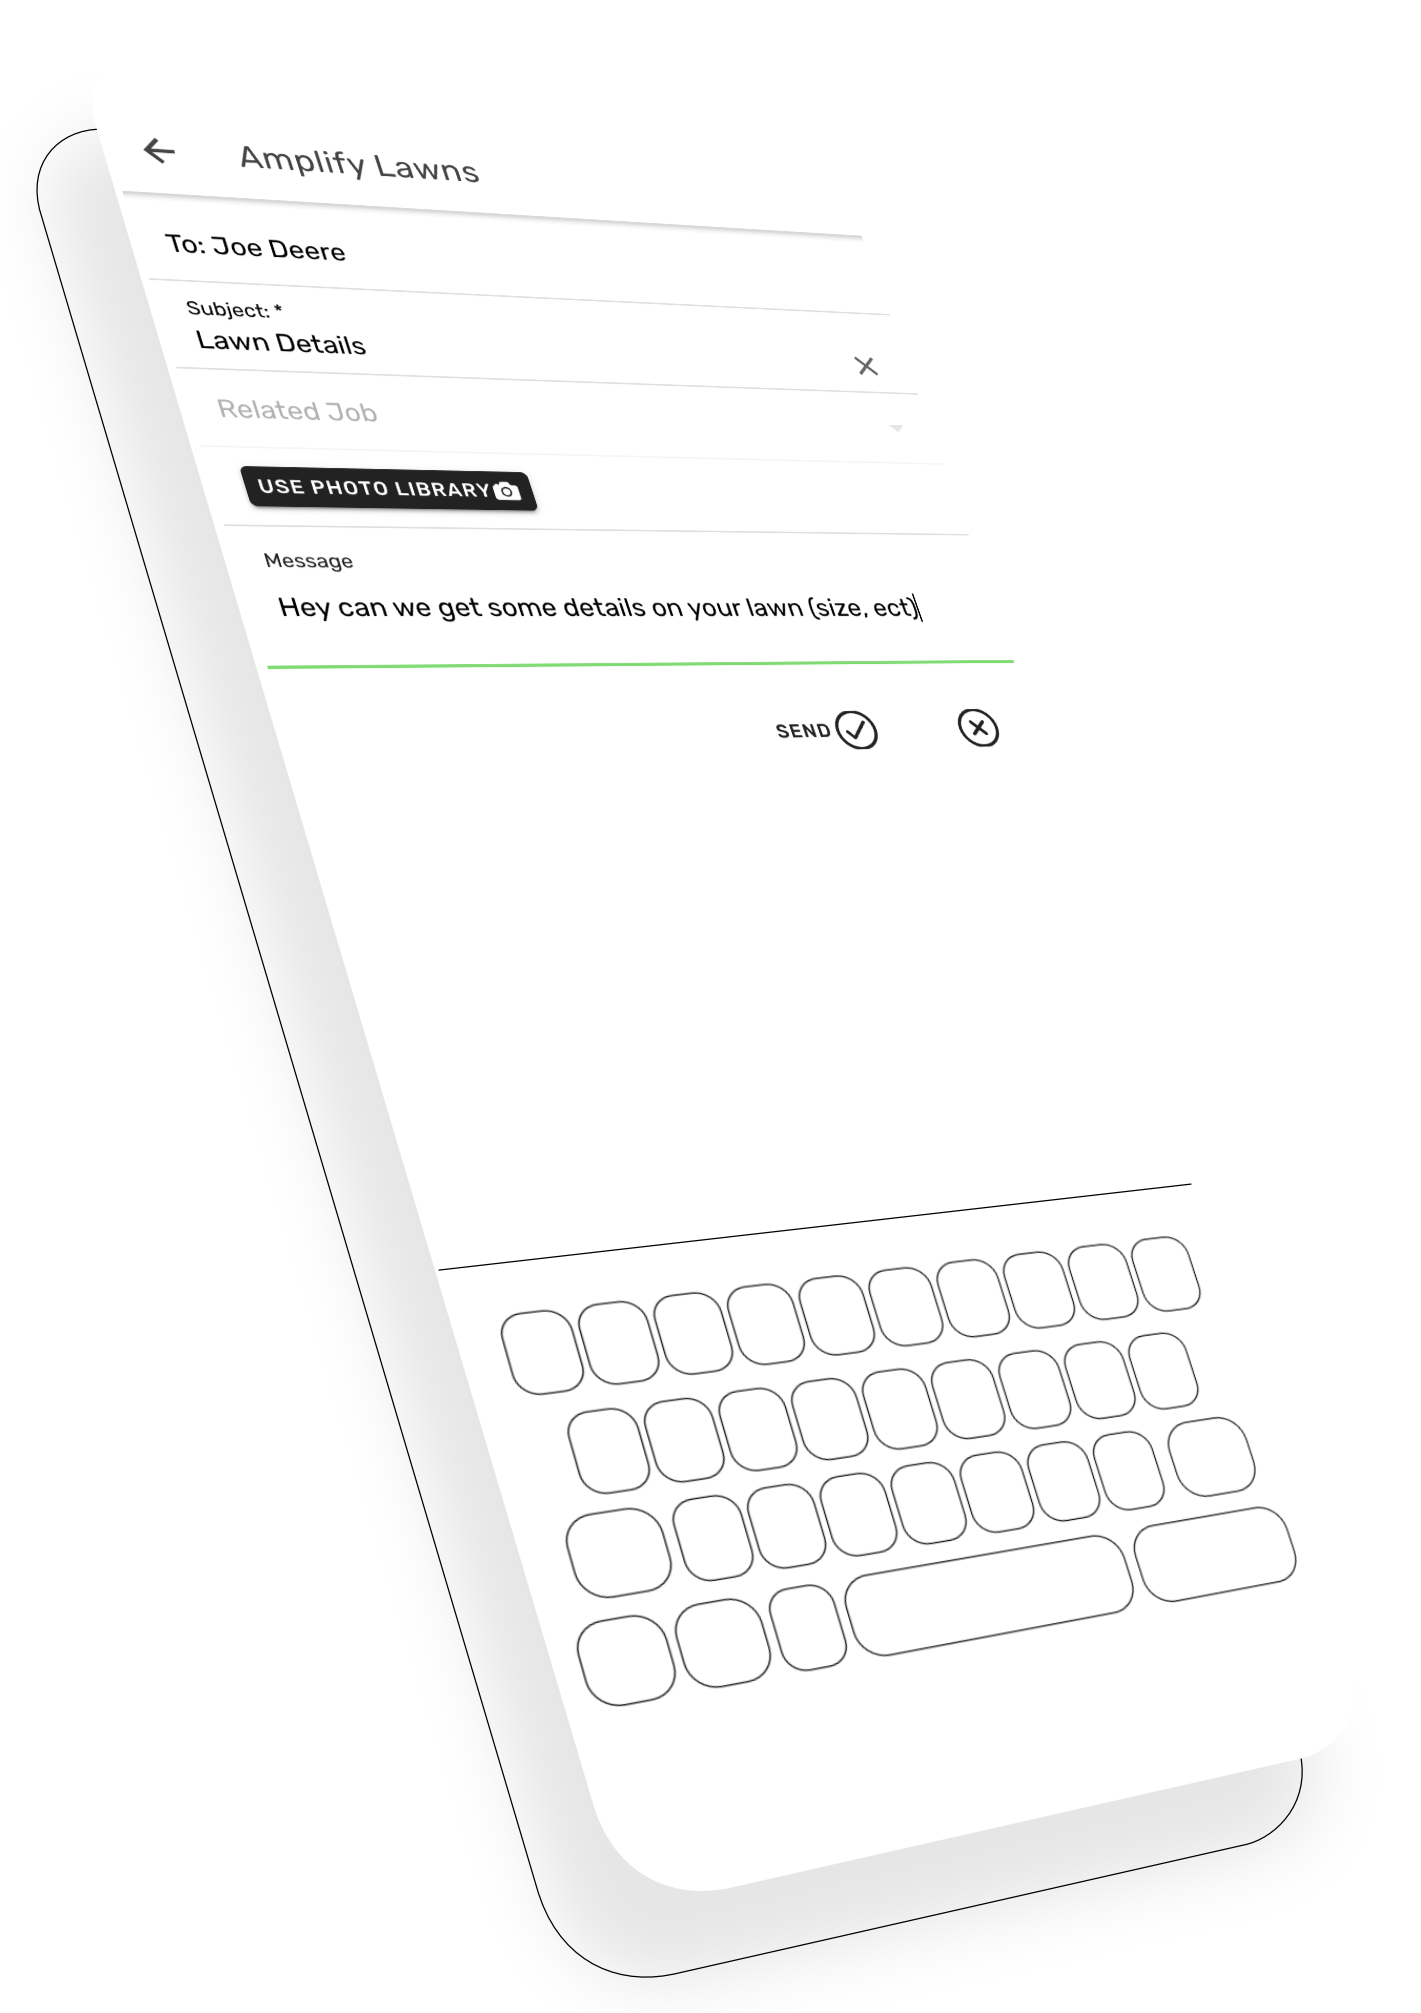 Amplify Lawns
To: Joe Deere
Subject: *
Lawn Details
Related Job
USE PHOTO LIBRARY
Message
Hey can we get some details on your lawn (size, ect)
SEND